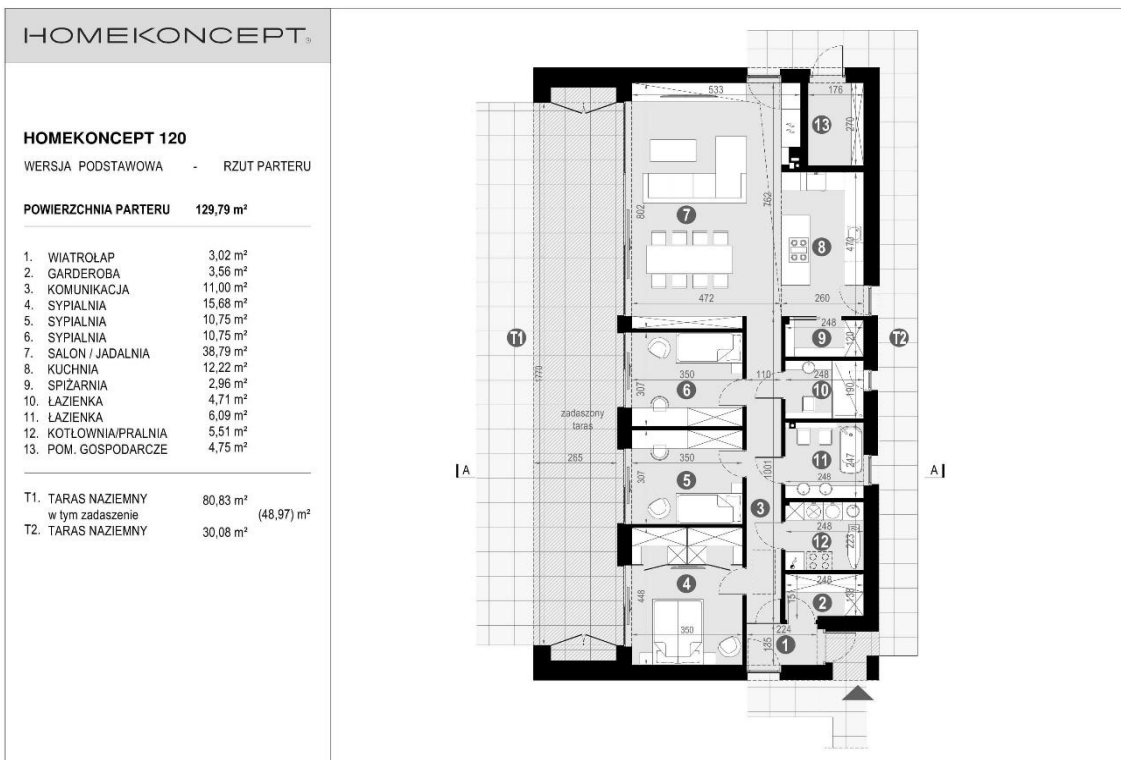 HOMEKONCEPT®
HOMEKONCEPT 120
WERSJA PODSTAWOWA - RZUT PARTERU
POWIERZCHNIA PARTERU 129,79 m²
1. WIATROŁAP 3,02 m²
2. GARDEROBA 3,56 m²
3. KOMUNIKACJA 11,00 m²
4. SYPIALNIA 15,68 m²
5. SYPIALNIA 10,75 m²
6. SYPIALNIA 10,75 m²
7. SALON / JADALNIA 38,79 m²
8. KUCHNIA 12,22 m²
9. SPIŻARNIA 2,96 m²
10. ŁAZIENKA 4,71 m²
11. ŁAZIENKA 6,09 m²
12. KOTŁOWNIA/PRALNIA 5,51 m²
13. POM. GOSPODARCZE 4,75 m²
T1. TARAS NAZIEMNY 80,83 m²
w tym zadaszenie (48,97) m²
T2. TARAS NAZIEMNY 30,08 m²
533
176
13
270
802
762
7
8
470
472
260
T1
T2
248
9
120
1770
350
110
248
6
10
190
307
zadaszony
taras
265
350
1001
11
247
248
A
A
307
5
3
248
12
223
4
448
248
2
350
224
1
135